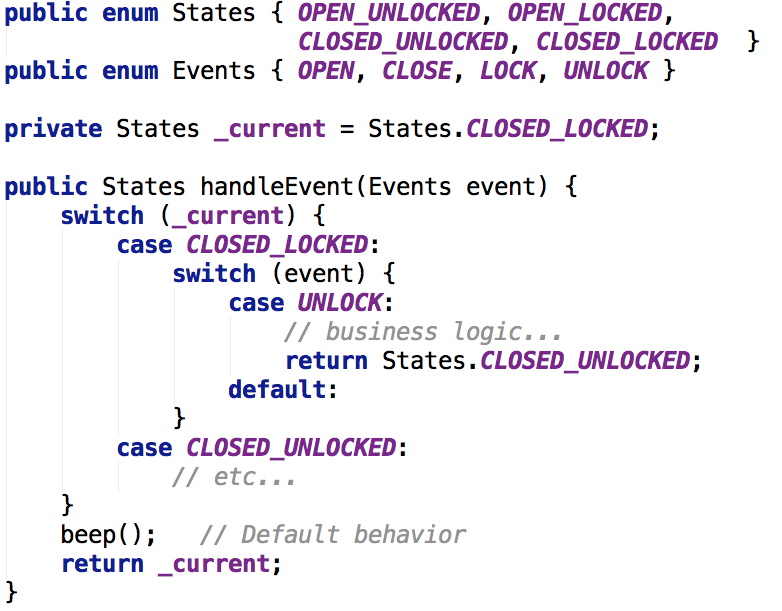 public enum States { OPEN_UNLOCKED, OPEN_LOCKED,
                     CLOSED_UNLOCKED, CLOSED_LOCKED  }
public enum Events { OPEN, CLOSE, LOCK, UNLOCK }

private States _current = States.CLOSED_LOCKED;

public States handleEvent(Events event) {
    switch (_current) {
        case CLOSED_LOCKED:
            switch (event) {
                case UNLOCK:
                    // business logic...
                    return States.CLOSED_UNLOCKED;
                default:
            }
        case CLOSED_UNLOCKED:
            // etc...
    }
    beep();   // Default behavior
    return _current;
}